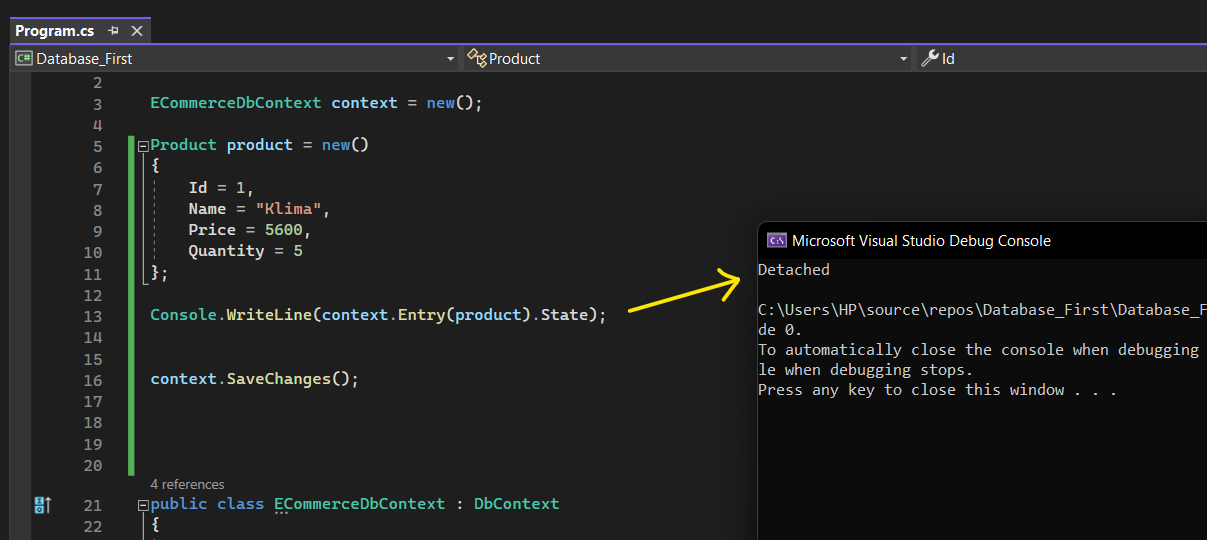 Program.cs
C# Database_First
Product
Id
2
3 ECommerceDbContext context = new();
4
5 Product product = new()
6 {
7 Id = 1,
8 Name = "Klima",
9 Price = 5600,
10 Quantity = 5
11 };
12
13 Console.WriteLine(context.Entry(product).State);
14
15
16 context.SaveChanges();
17
18
19
20
4 references
21 public class ECommerceDbContext : DbContext
22 {
C:\ Microsoft Visual Studio Debug Console
Detached
C:\Users\HP\source\repos\Database_First\Database_F
de 0.
To automatically close the console when debugging
le when debugging stops.
Press any key to close this window . . .